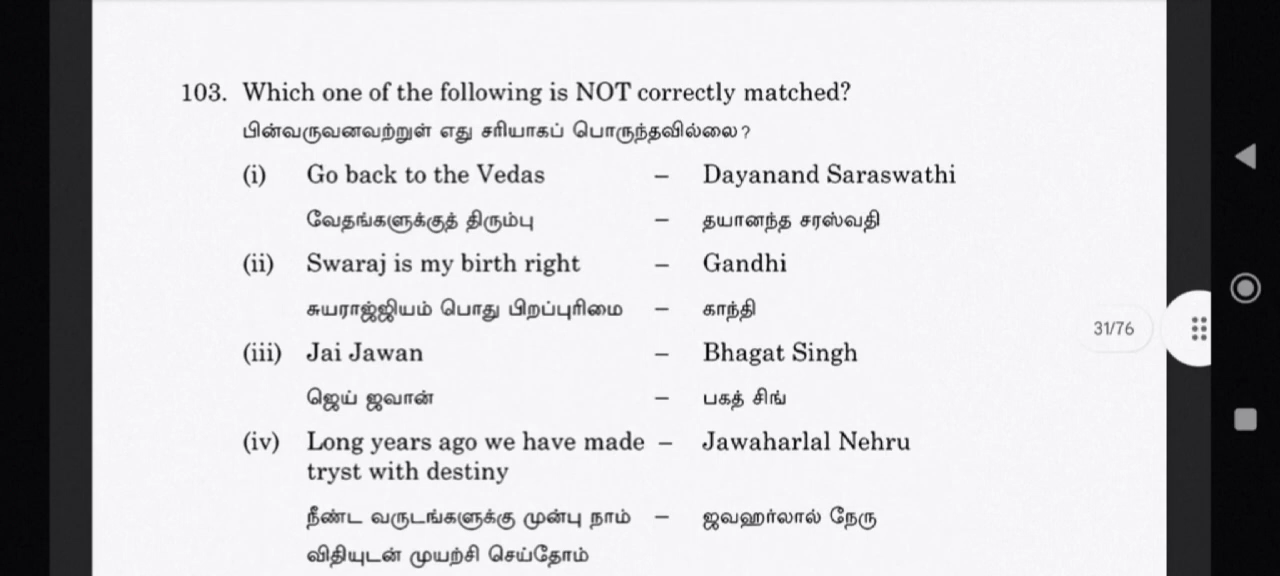 103. Which one of the following is NOT correctly matched?
பின்வருவனவற்றுள் எது சரியாகப் பொருந்தவில்லை?
(i) Go back to the Vedas – Dayanand Saraswathi
வேதங்களுக்குத் திரும்பு – தயானந்த சரஸ்வதி
(ii) Swaraj is my birth right – Gandhi
சுயராஜ்ஜியம் பொது பிறப்புரிமை – காந்தி
(iii) Jai Jawan – Bhagat Singh
ஜெய் ஜவான் – பகத் சிங்
(iv) Long years ago we have made – Jawaharlal Nehru
tryst with destiny
நீண்ட வருடங்களுக்கு முன்பு நாம் – ஜவஹர்லால் நேரு
விதியுடன் முயற்சி செய்தோம்
31/76